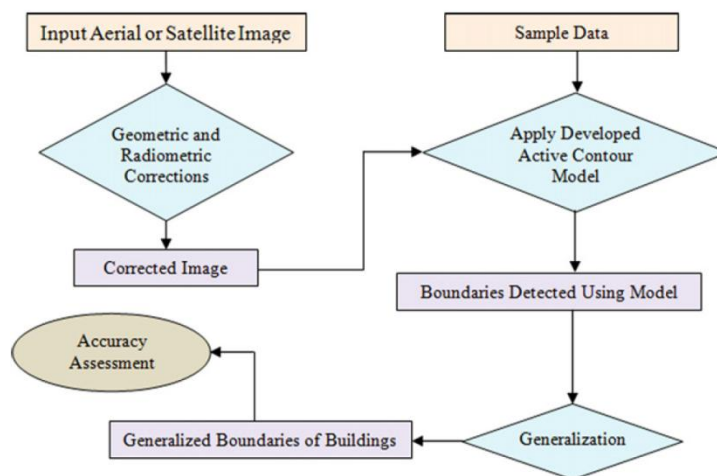 Input Aerial or Satellite Image
Sample Data
Geometric and
Radiometric
Corrections
Apply Developed
Active Contour
Model
Corrected Image
Boundaries Detected Using Model
Accuracy
Assessment
Generalized Boundaries of Buildings
Generalization